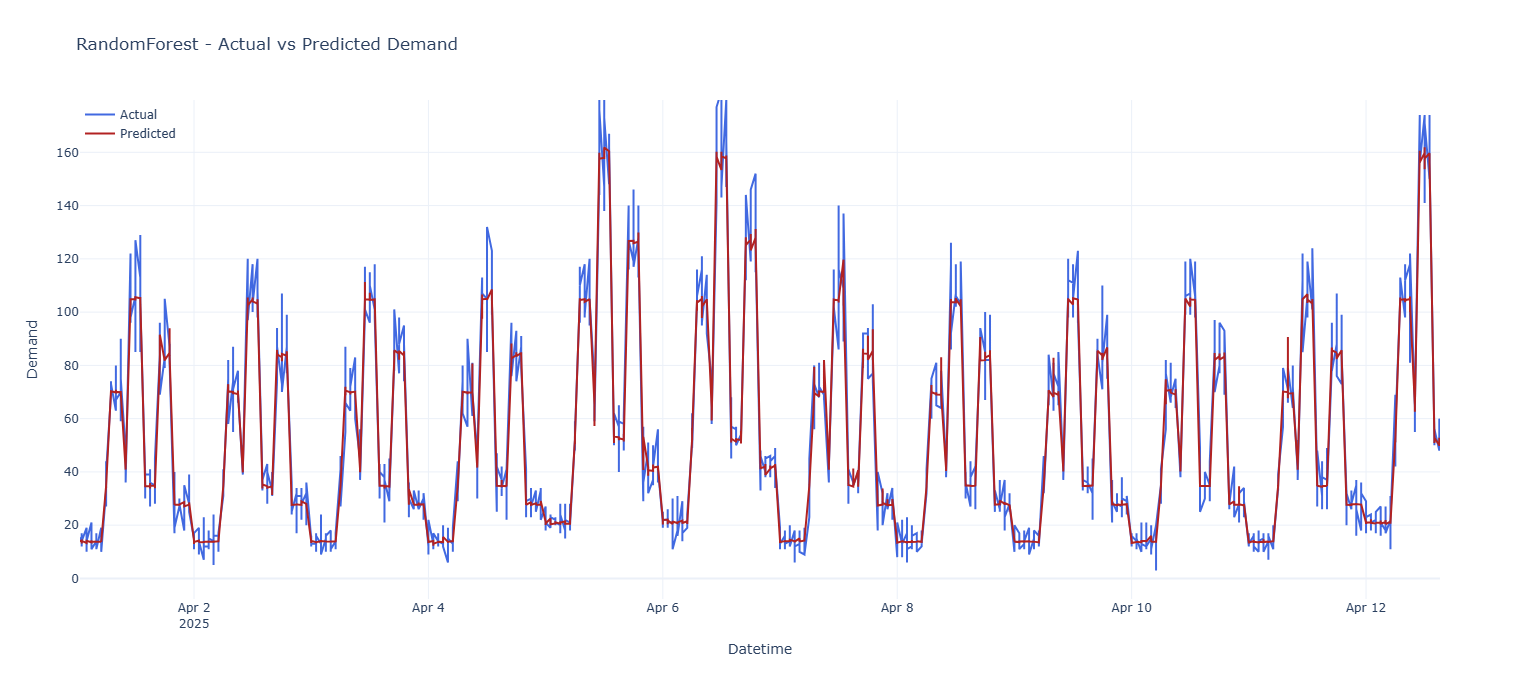 RandomForest - Actual vs Predicted Demand
Actual
Predicted
160
140
120
100
80
60
40
20
0
Demand
Apr 2
2025
Apr 4
Apr 6
Apr 8
Apr 10
Apr 12
Datetime